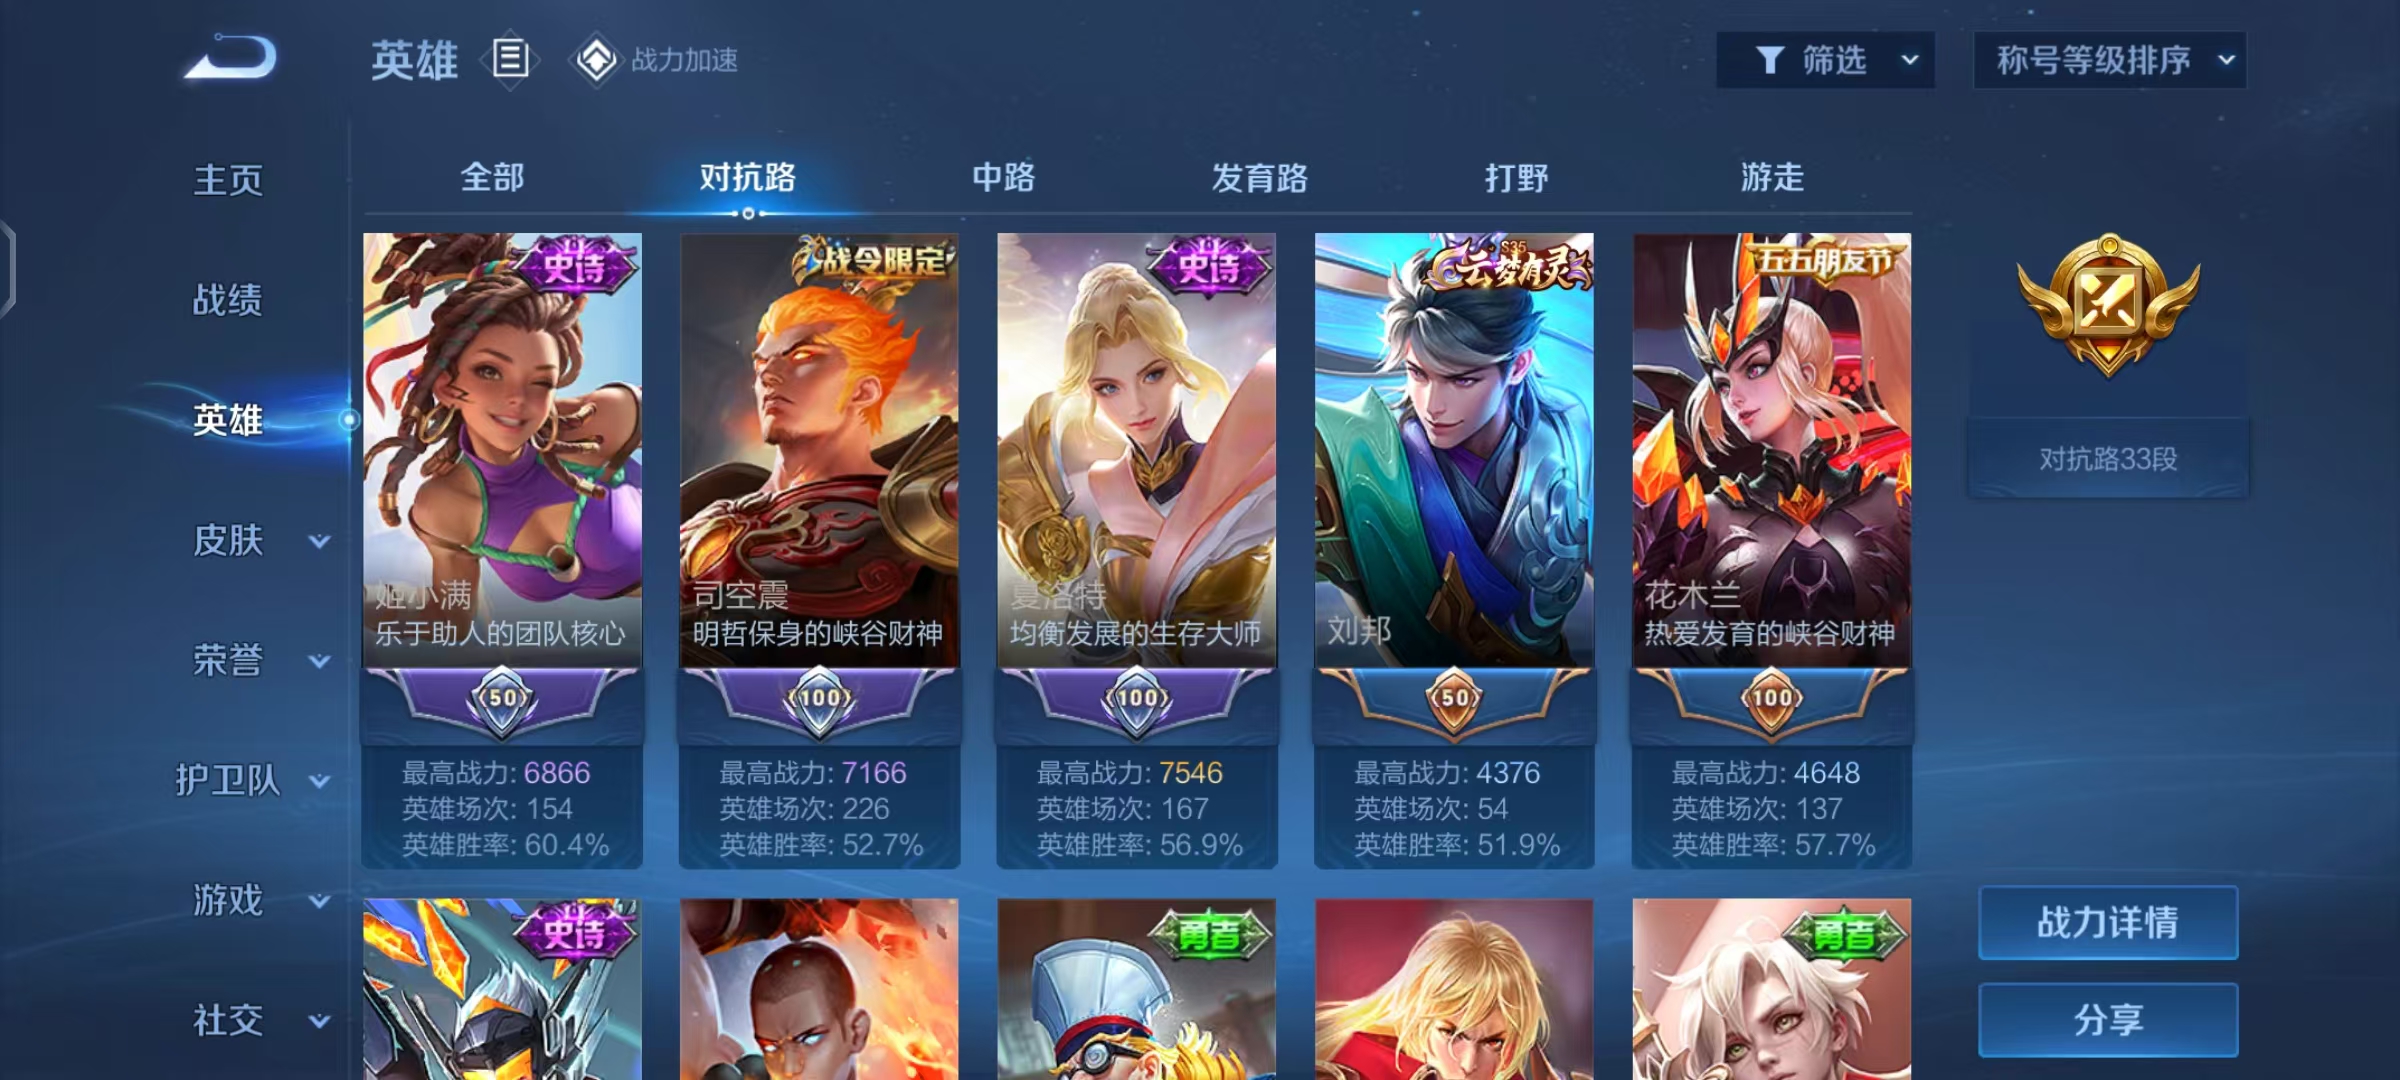 英雄
战力加速
筛选
称号等级排序
主页
战绩
英雄
皮肤
荣誉
护卫队
游戏
社交
全部
对抗路
中路
发育路
打野
游走
史诗
姬小满
乐于助人的团队核心
50
最高战力: 6866
英雄场次: 154
英雄胜率: 60.4%
战令限定
司空震
明哲保身的峡谷财神
100
最高战力: 7166
英雄场次: 226
英雄胜率: 52.7%
史诗
夏洛特
均衡发展的生存大师
100
最高战力: 7546
英雄场次: 167
英雄胜率: 56.9%
S35
云梦有灵
刘邦
50
最高战力: 4376
英雄场次: 54
英雄胜率: 51.9%
五五朋友节
花木兰
热爱发育的峡谷财神
100
最高战力: 4648
英雄场次: 137
英雄胜率: 57.7%
史诗
勇者
勇者
对抗路33段
战力详情
分享